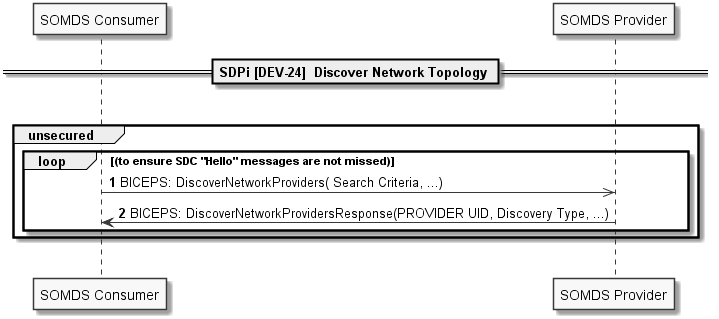 SOMDS Consumer
SOMDS Provider
SDPi [DEV-24]  Discover Network Topology
unsecured
loop
[(to ensure SDC "Hello" messages are not missed)]
1 BICEPS: DiscoverNetworkProviders( Search Criteria, ...)
2 BICEPS: DiscoverNetworkProvidersResponse(PROVIDER UID, Discovery Type, ...)
SOMDS Consumer
SOMDS Provider